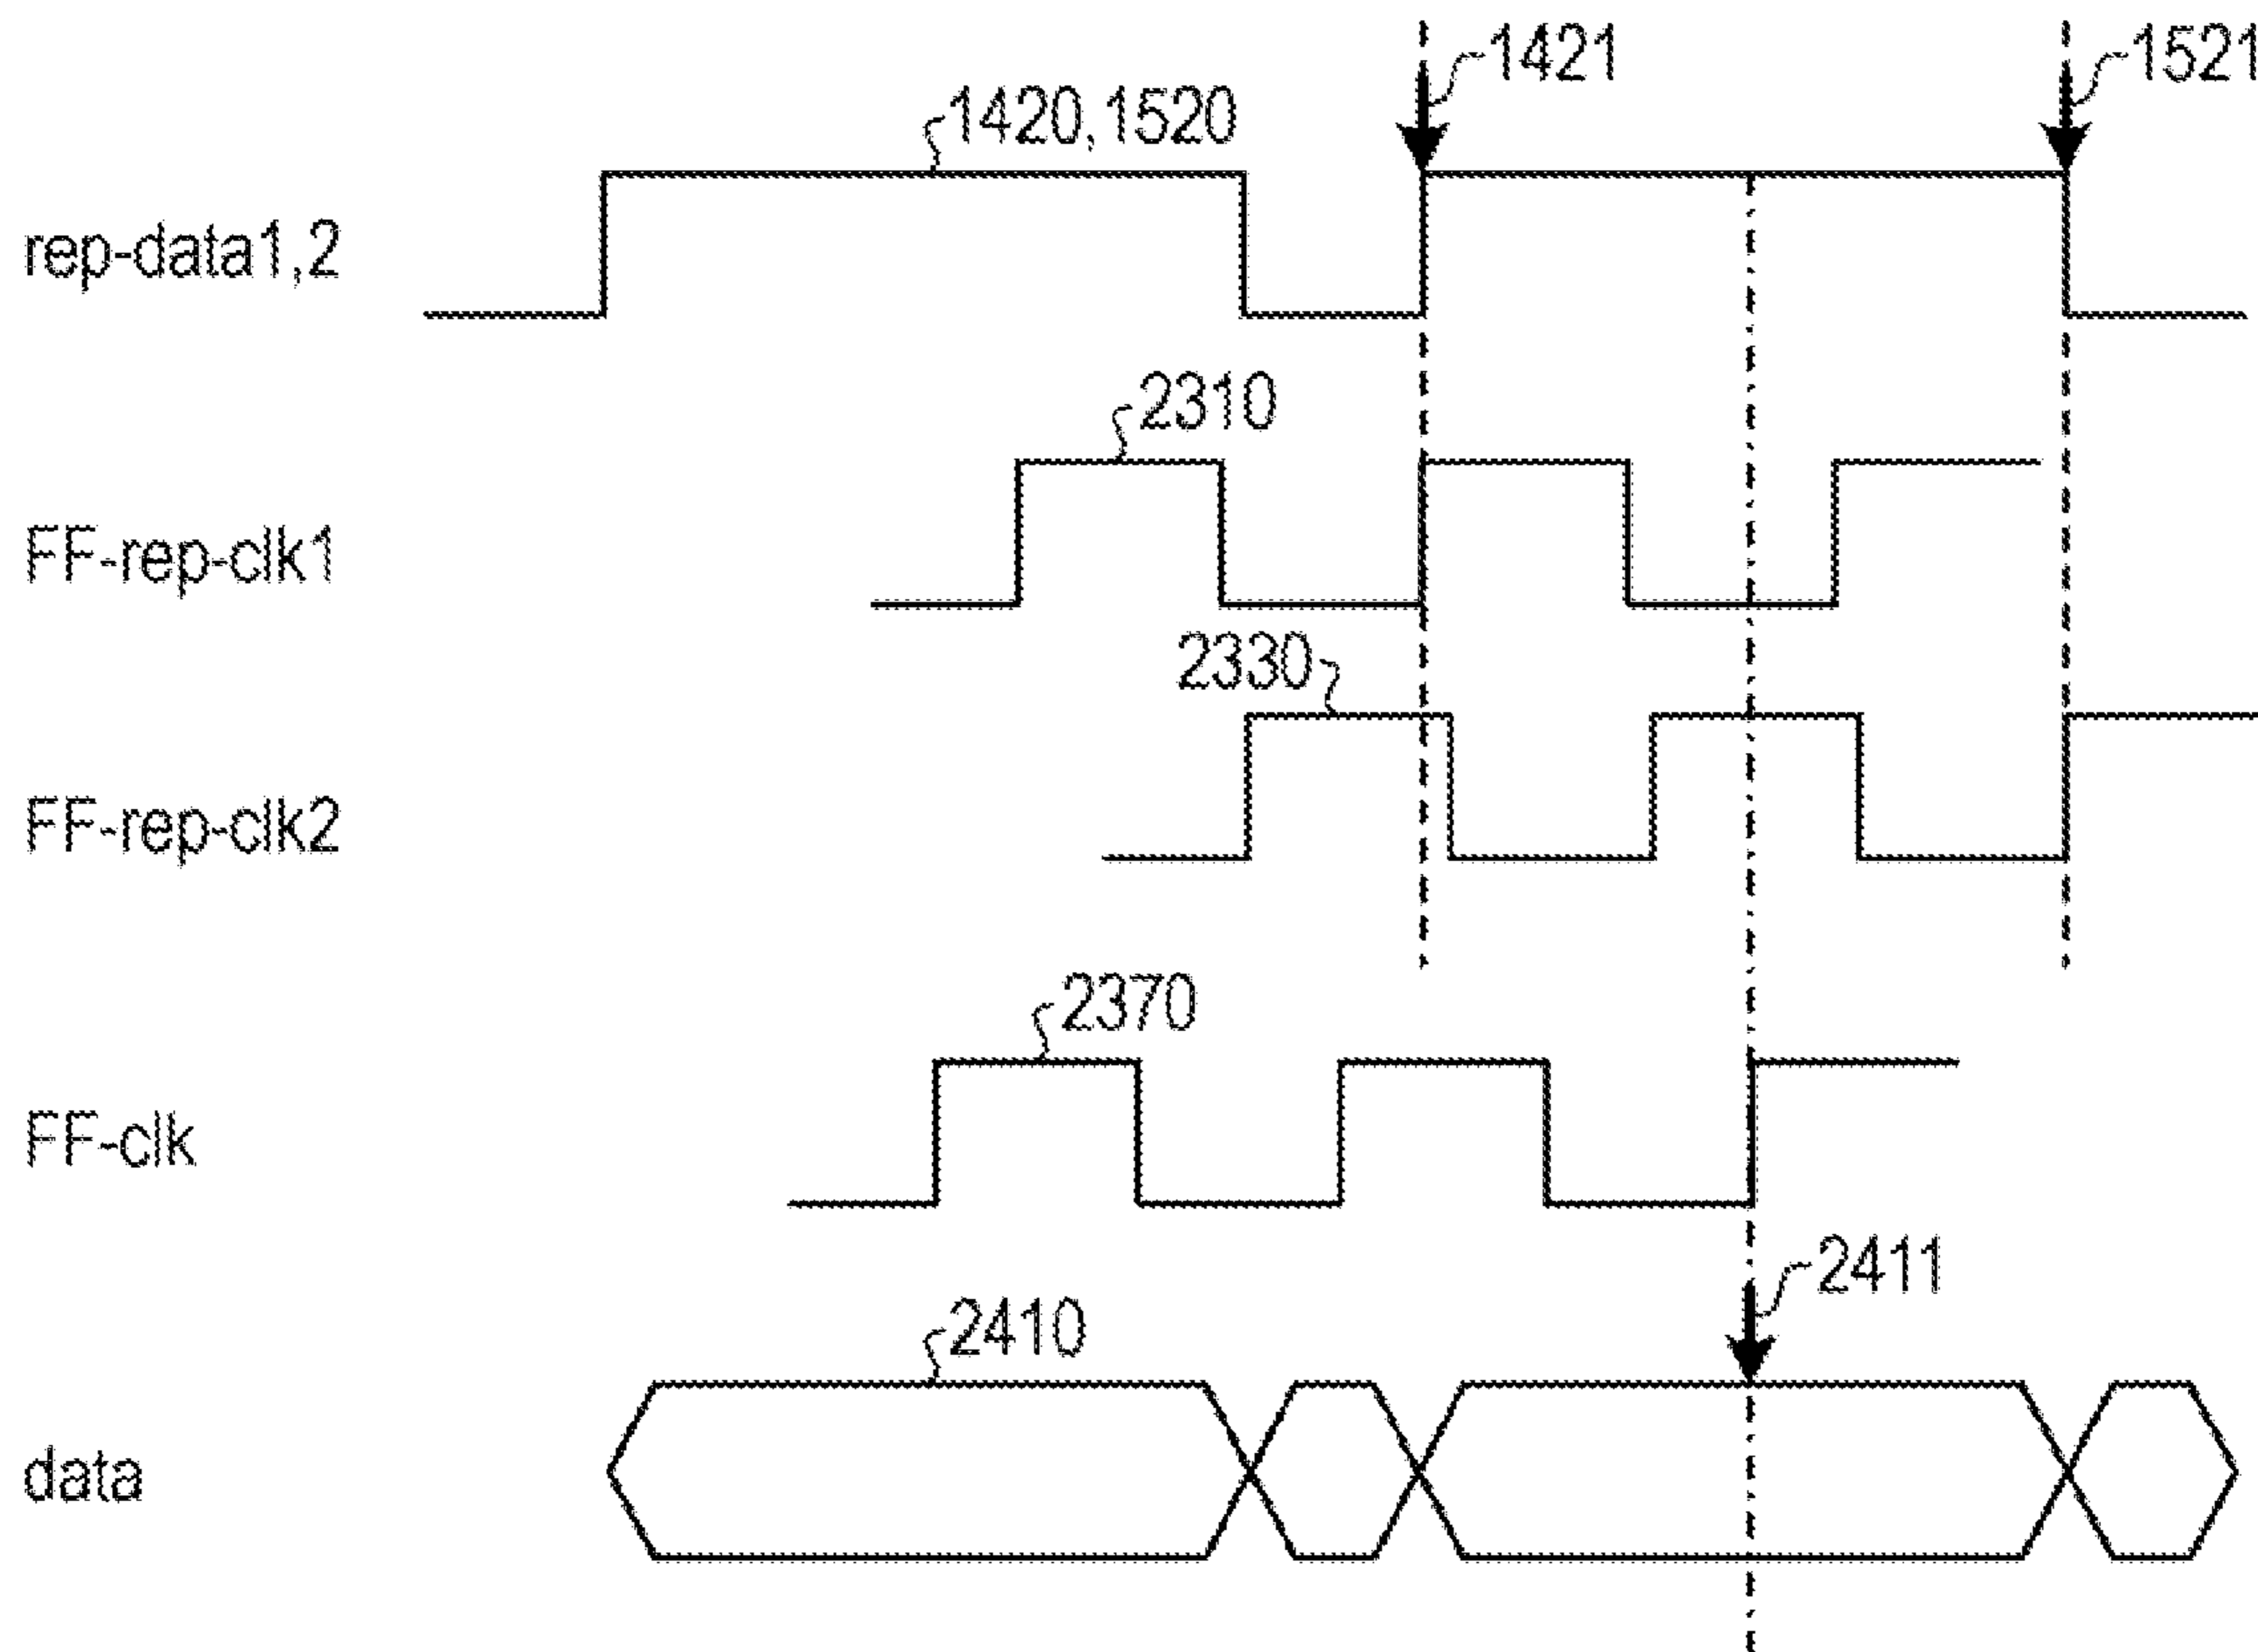 1421
1521
1420,1520
rep-data1,2
2310
FF-rep-clk1
2330
FF-rep-clk2
2370
FF-clk
2411
2410
data